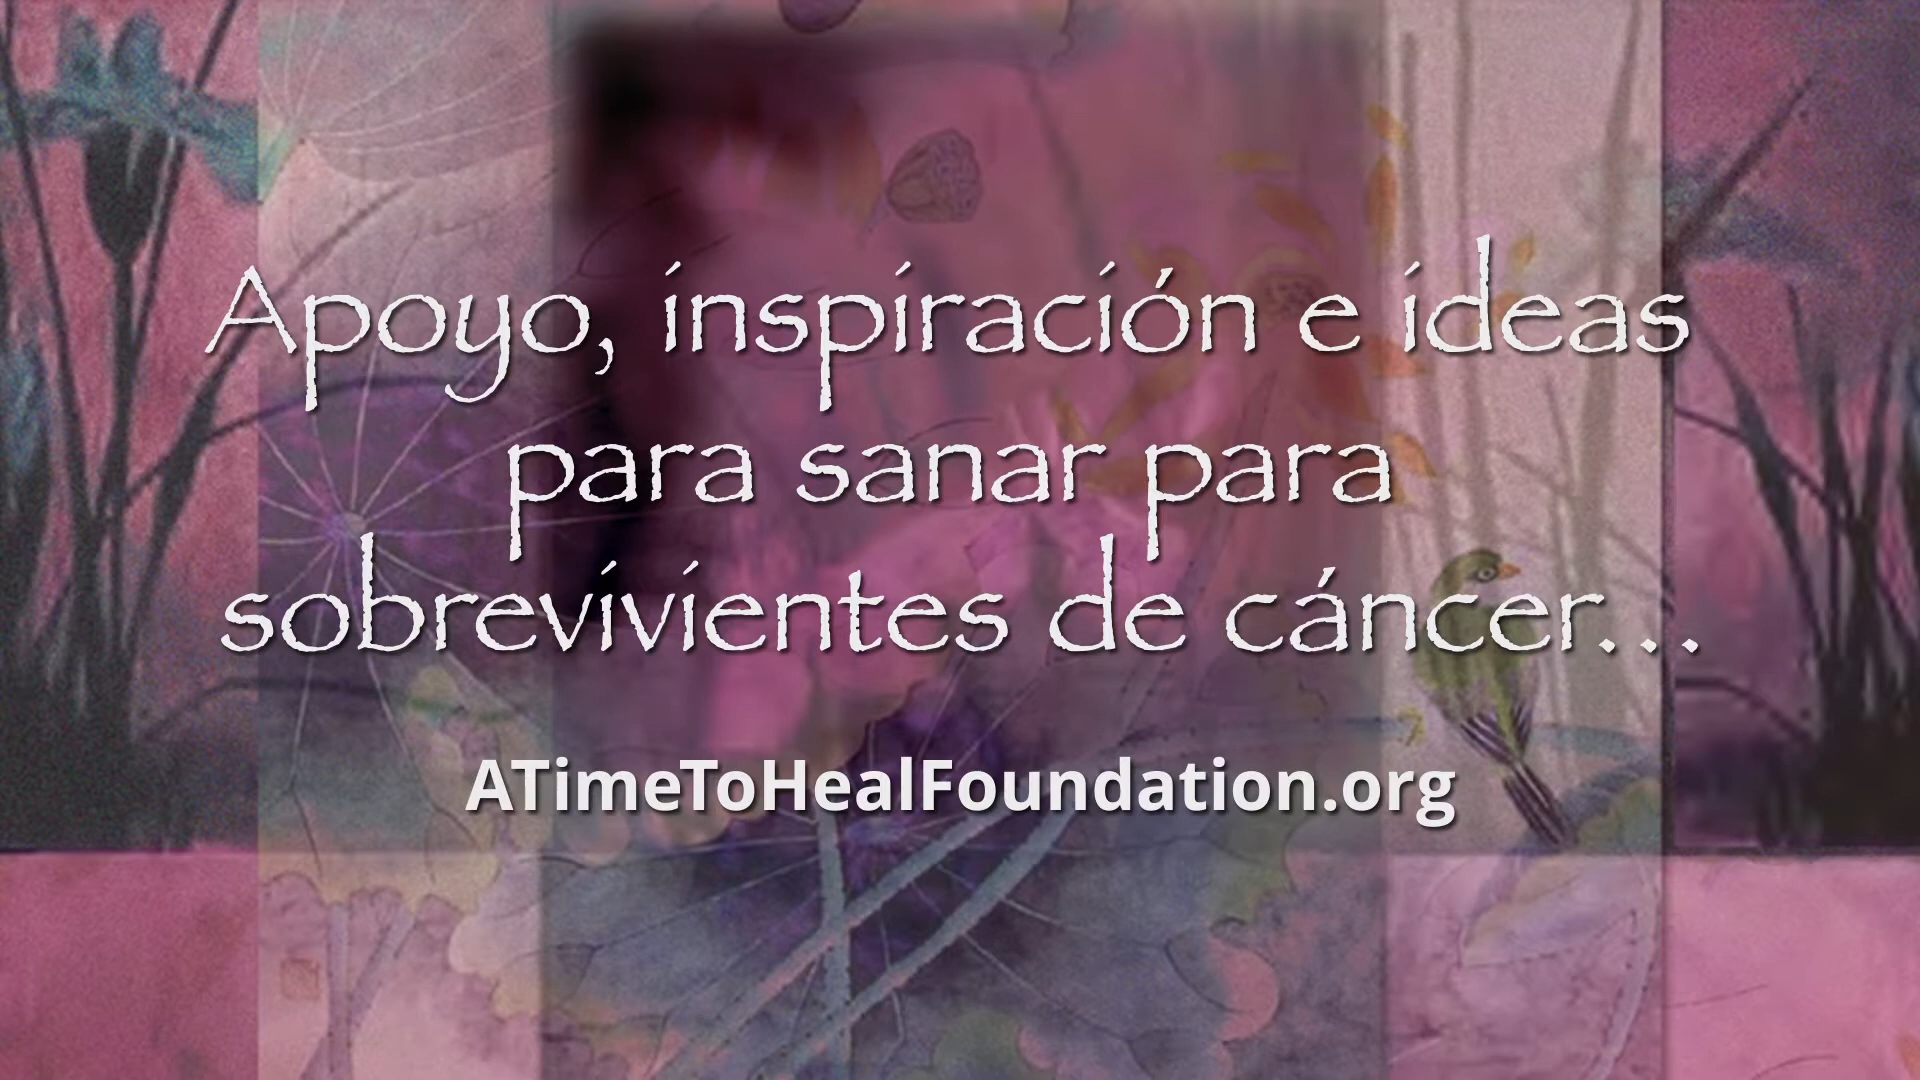 Apoyo, inspiración e ideas
para sanar para
sobrevivientes de cáncer...
ATimeToHealFoundation.org